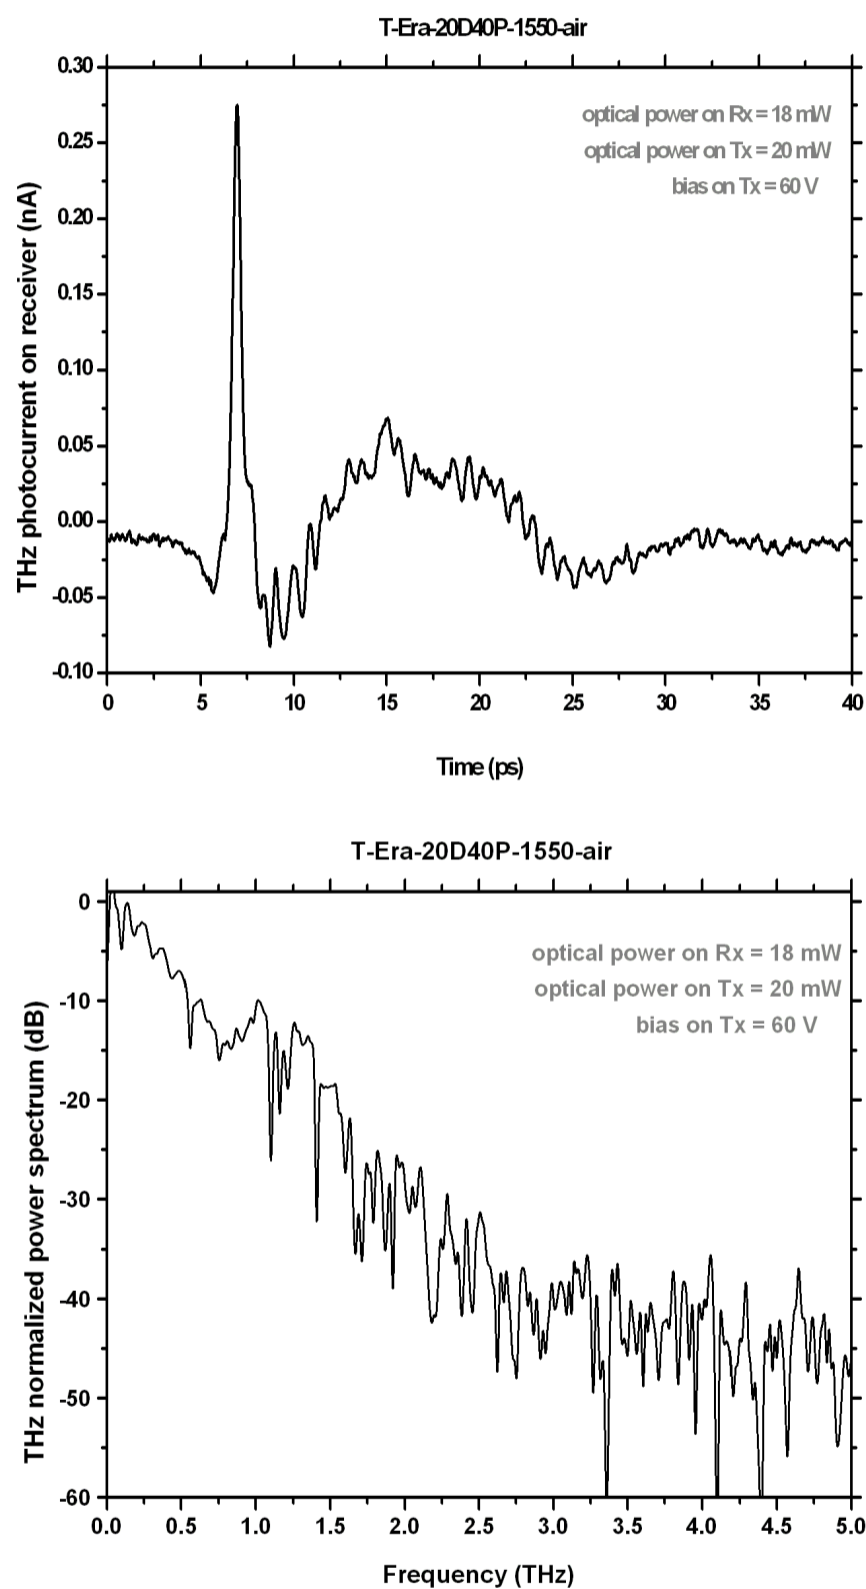 T-Era-20D40P-1550-air
0.30
optical power on Rx = 18 mW
0.25
optical power on Tx = 20 mW
bias on Tx = 60 V
0.20
0.15
0.10
0.05
0.00
-0.05
-0.10
THz photocurrent on receiver (nA)
0 5 10 15 20 25 30 35 40
Time (ps)
T-Era-20D40P-1550-air
0
optical power on Rx = 18 mW
optical power on Tx = 20 mW
-10
bias on Tx = 60 V
-20
-30
-40
-50
-60
THz normalized power spectrum (dB)
0.0 0.5 1.0 1.5 2.0 2.5 3.0 3.5 4.0 4.5 5.0
Frequency (THz)